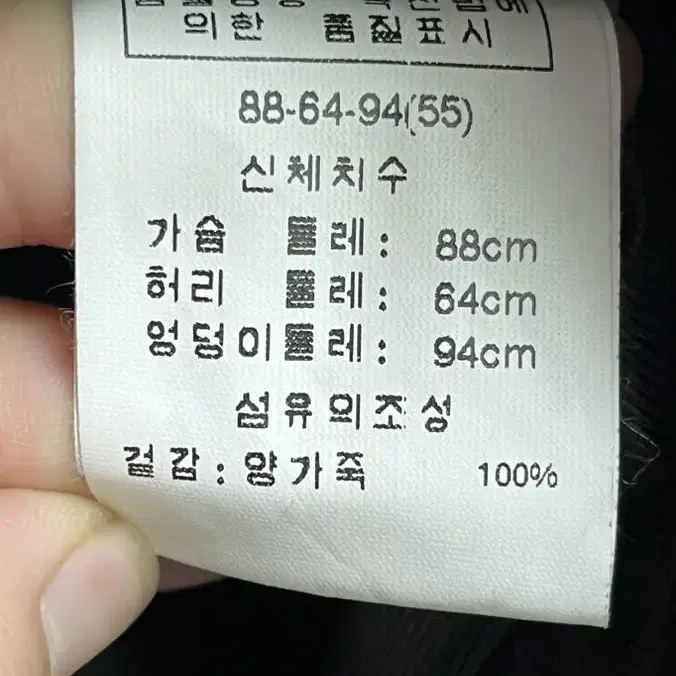 의한 품질표시
88-64-94(55)
신체치수
가슴 둘레: 88cm
허리 둘레: 64cm
엉덩이둘레: 94cm
섬유의조성
겉감: 양가죽 100%